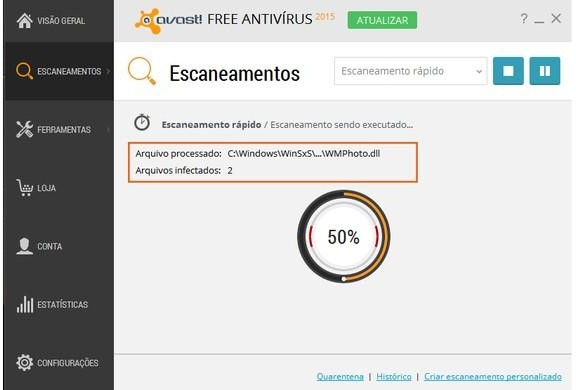 VISÃO GERAL
avast! FREE ANTIVÍRUS 2015 ATUALIZAR ?
ESCANEAMENTOS
Escaneamentos
Escaneamento rápido
Escaneamento rápido / Escaneamento sendo executado...
FERRAMENTAS
Arquivo processado: C:\Windows\WinSxS\...\WMPhoto.dll
Arquivos infectados: 2
LOJA
50%
CONTA
ESTATÍSTICAS
CONFIGURAÇÕES
Quarentena | Histórico | Criar escaneamento personalizado